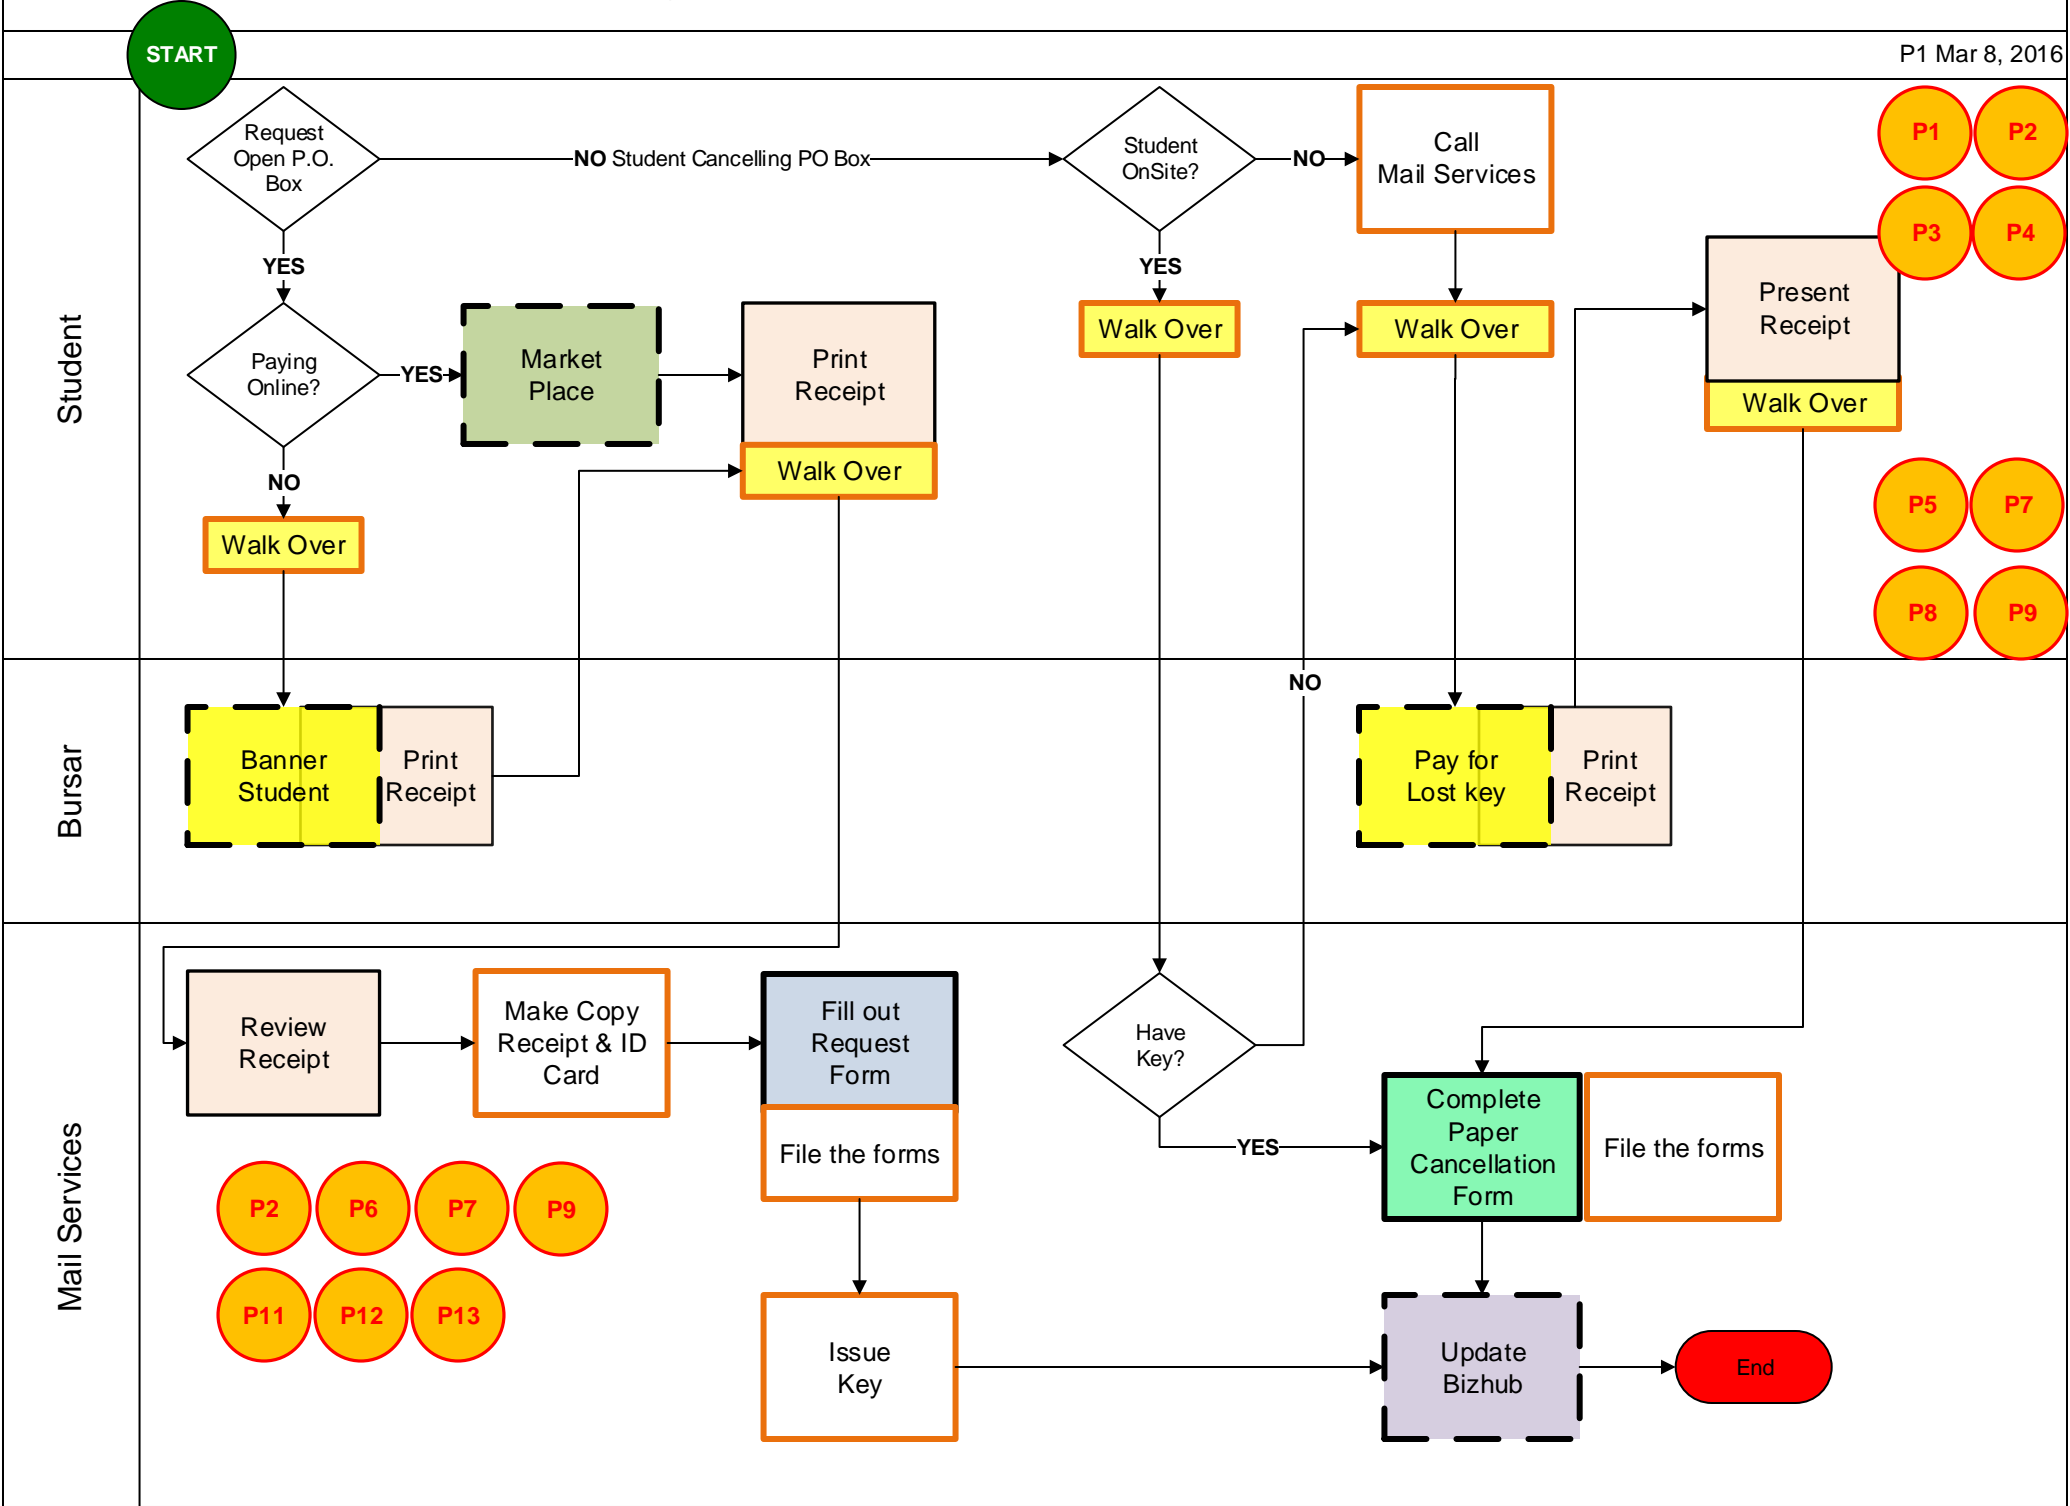 START
P1 Mar 8, 2016
Student
Request
Open P.O.
Box
NO Student Cancelling PO Box
Student
OnSite?
NO
Call
Mail Services
P1
P2
P3
P4
YES
YES
Paying
Online?
YES
Market
Place
Print
Receipt
Walk Over
Walk Over
Walk Over
Present
Receipt
Walk Over
NO
Walk Over
P5
P7
P8
P9
Bursar
Banner
Student
Print
Receipt
NO
Pay for
Lost key
Print
Receipt
Mail Services
Review
Receipt
Make Copy
Receipt & ID
Card
Fill out
Request
Form
File the forms
Have
Key?
YES
Complete
Paper
Cancellation
Form
File the forms
P2
P6
P7
P9
P11
P12
P13
Issue
Key
Update
Bizhub
End